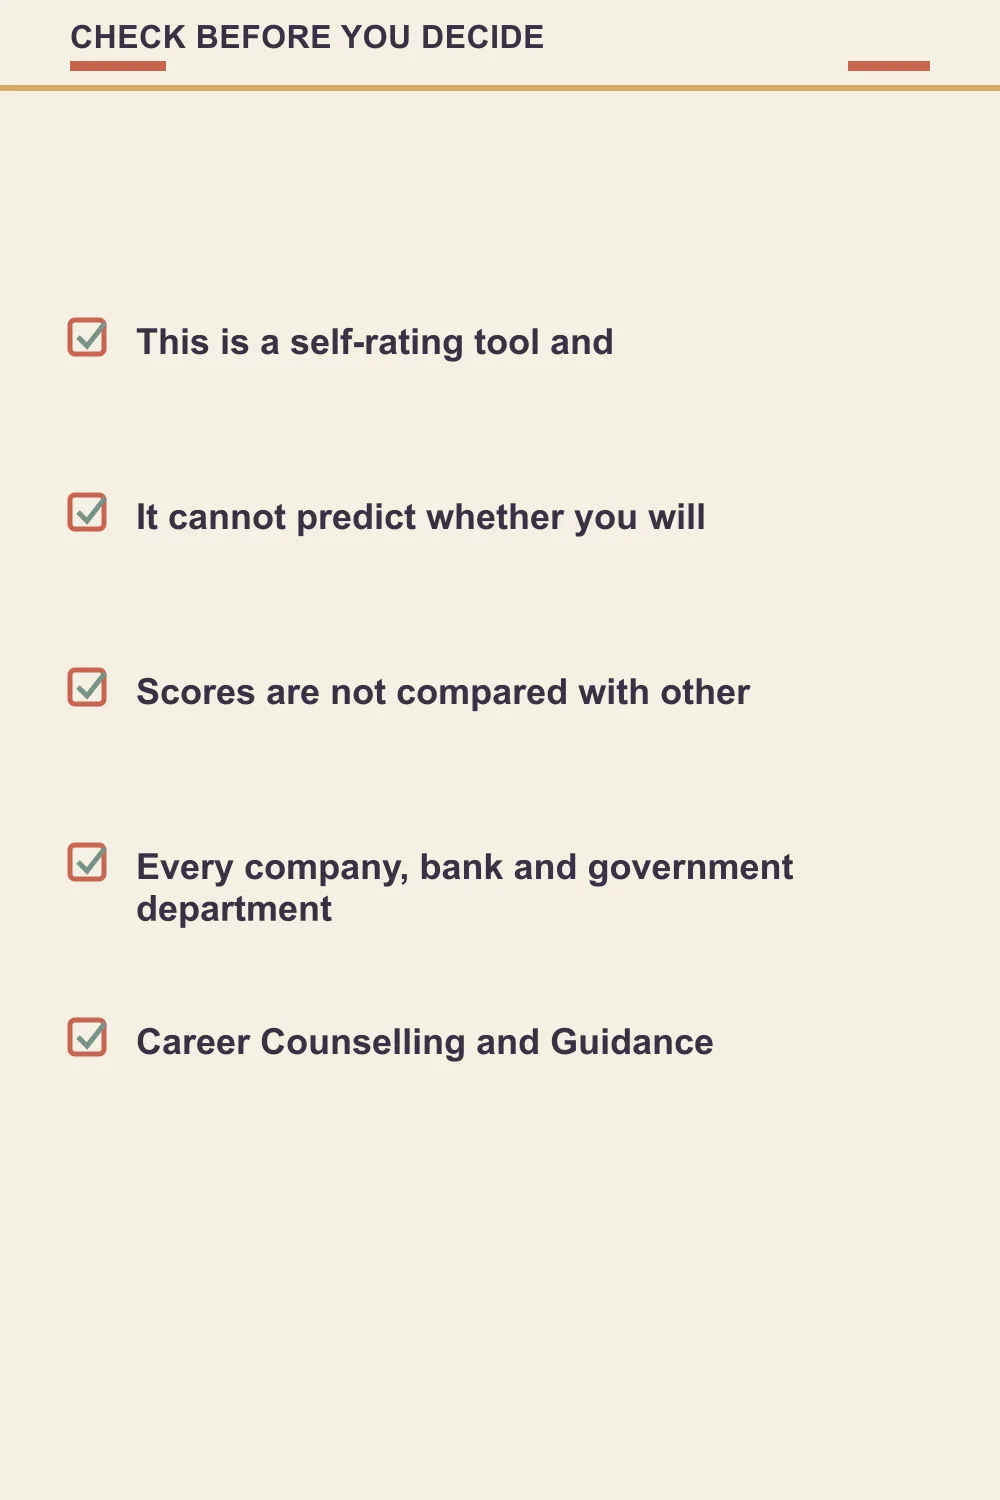 CHECK BEFORE YOU DECIDE
This is a self-rating tool and
It cannot predict whether you will
Scores are not compared with other
Every company, bank and government
department
Career Counselling and Guidance